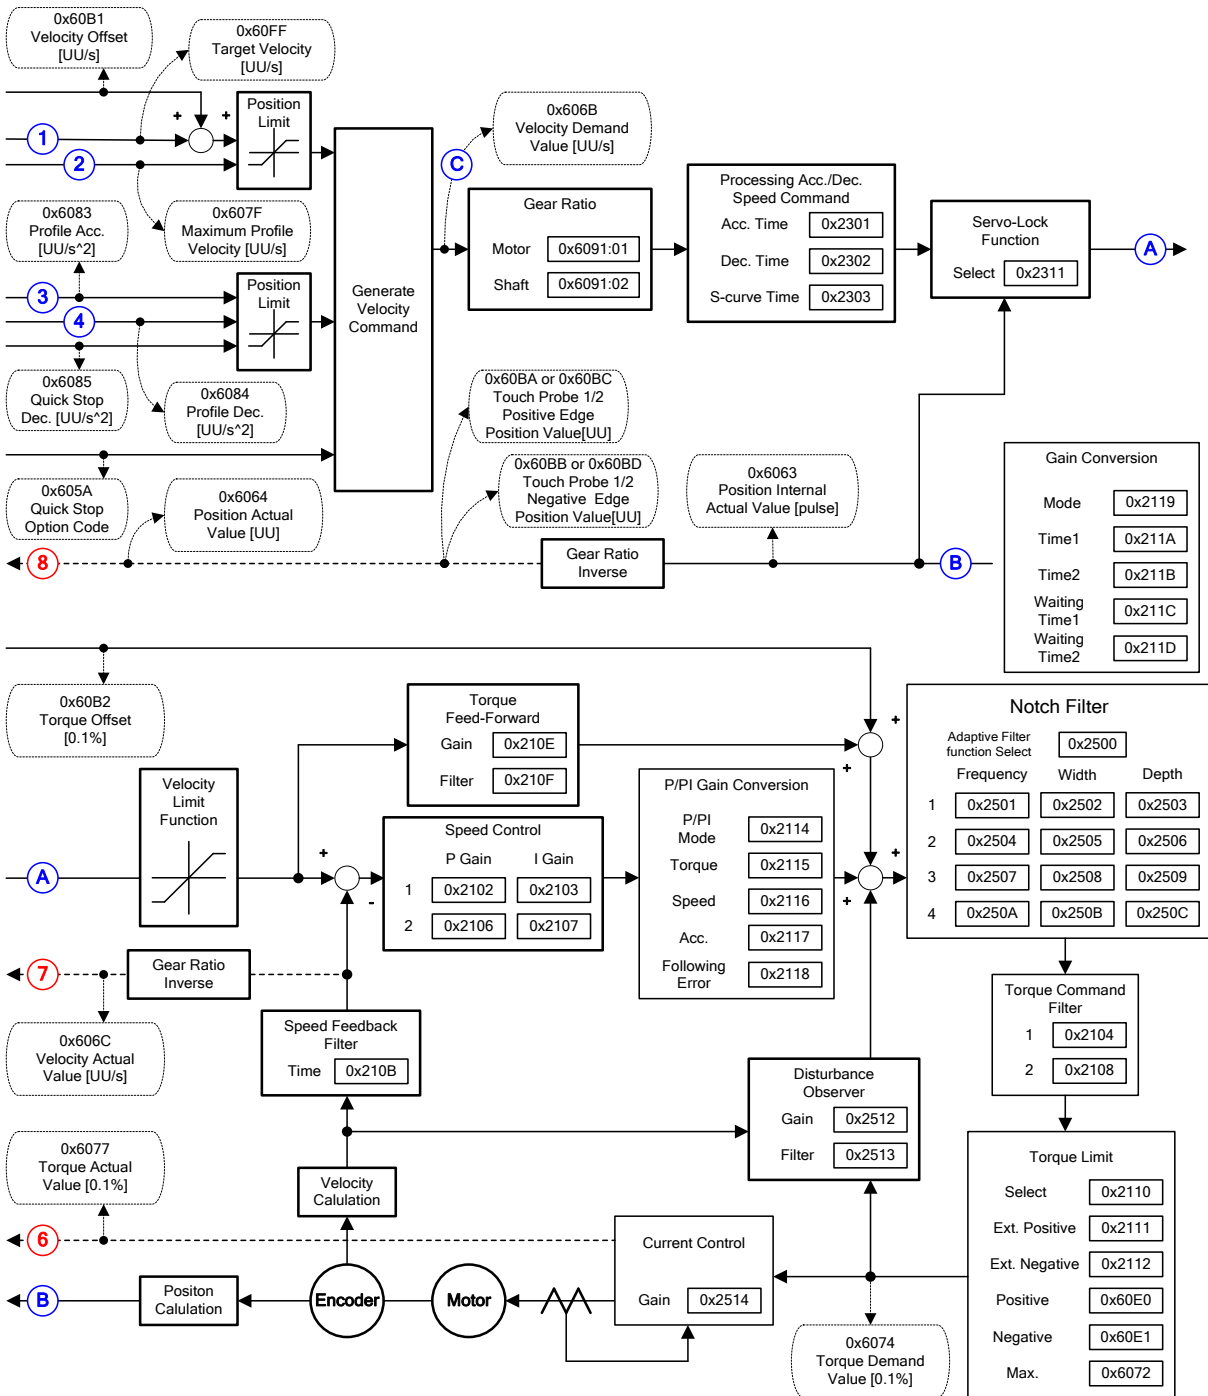 0x60B1
Velocity Offset
[UU/s]
0x60FF
Target Velocity
[UU/s]
+
+
1
2
Position
Limit
0x606B
Velocity Demand
Value [UU/s]
C
0x6083
Profile Acc.
[UU/s^2]
0x607F
Maximum Profile
Velocity [UU/s]
3
4
Position
Limit
Generate
Velocity
Command
Gear Ratio
Motor 0x6091:01
Shaft 0x6091:02
Processing Acc./Dec.
Speed Command
Acc. Time 0x2301
Dec. Time 0x2302
S-curve Time 0x2303
Servo-Lock
Function
Select 0x2311
A
0x6085
Quick Stop
Dec. [UU/s^2]
0x6084
Profile Dec.
[UU/s^2]
0x60BA or 0x60BC
Touch Probe 1/2
Positive Edge
Position Value[UU]
0x605A
Quick Stop
Option Code
0x6064
Position Actual
Value [UU]
0x60BB or 0x60BD
Touch Probe 1/2
Negative Edge
Position Value[UU]
0x6063
Position Internal
Actual Value [pulse]
8
Gear Ratio
Inverse
B
Gain Conversion
Mode 0x2119
Time1 0x211A
Time2 0x211B
Waiting
Time1
0x211C
Waiting
Time2
0x211D
0x60B2
Torque Offset
[0.1%]
Torque
Feed-Forward
Gain 0x210E
Filter 0x210F
+
+
Notch Filter
Adaptive Filter
function Select
0x2500
Frequency Width Depth
1 0x2501 0x2502 0x2503
2 0x2504 0x2505 0x2506
3 0x2507 0x2508 0x2509
4 0x250A 0x250B 0x250C
A
Velocity
Limit
Function
+
-
Speed Control
P Gain I Gain
1 0x2102 0x2103
2 0x2106 0x2107
P/PI Gain Conversion
P/PI
Mode
0x2114
Torque 0x2115
Speed 0x2116
Acc. 0x2117
Following
Error
0x2118
+
+
7
Gear Ratio
Inverse
0x606C
Velocity Actual
Value [UU/s]
Speed Feedback
Filter
Time 0x210B
Torque Command
Filter
1 0x2104
2 0x2108
Disturbance
Observer
Gain 0x2512
Filter 0x2513
0x6077
Torque Actual
Value [0.1%]
Velocity
Calulation
6
Current Control
Gain 0x2514
Torque Limit
Select 0x2110
Ext. Positive 0x2111
Ext. Negative 0x2112
Positive 0x60E0
Negative 0x60E1
Max. 0x6072
B
Positon
Calulation
Encoder
Motor
0x6074
Torque Demand
Value [0.1%]